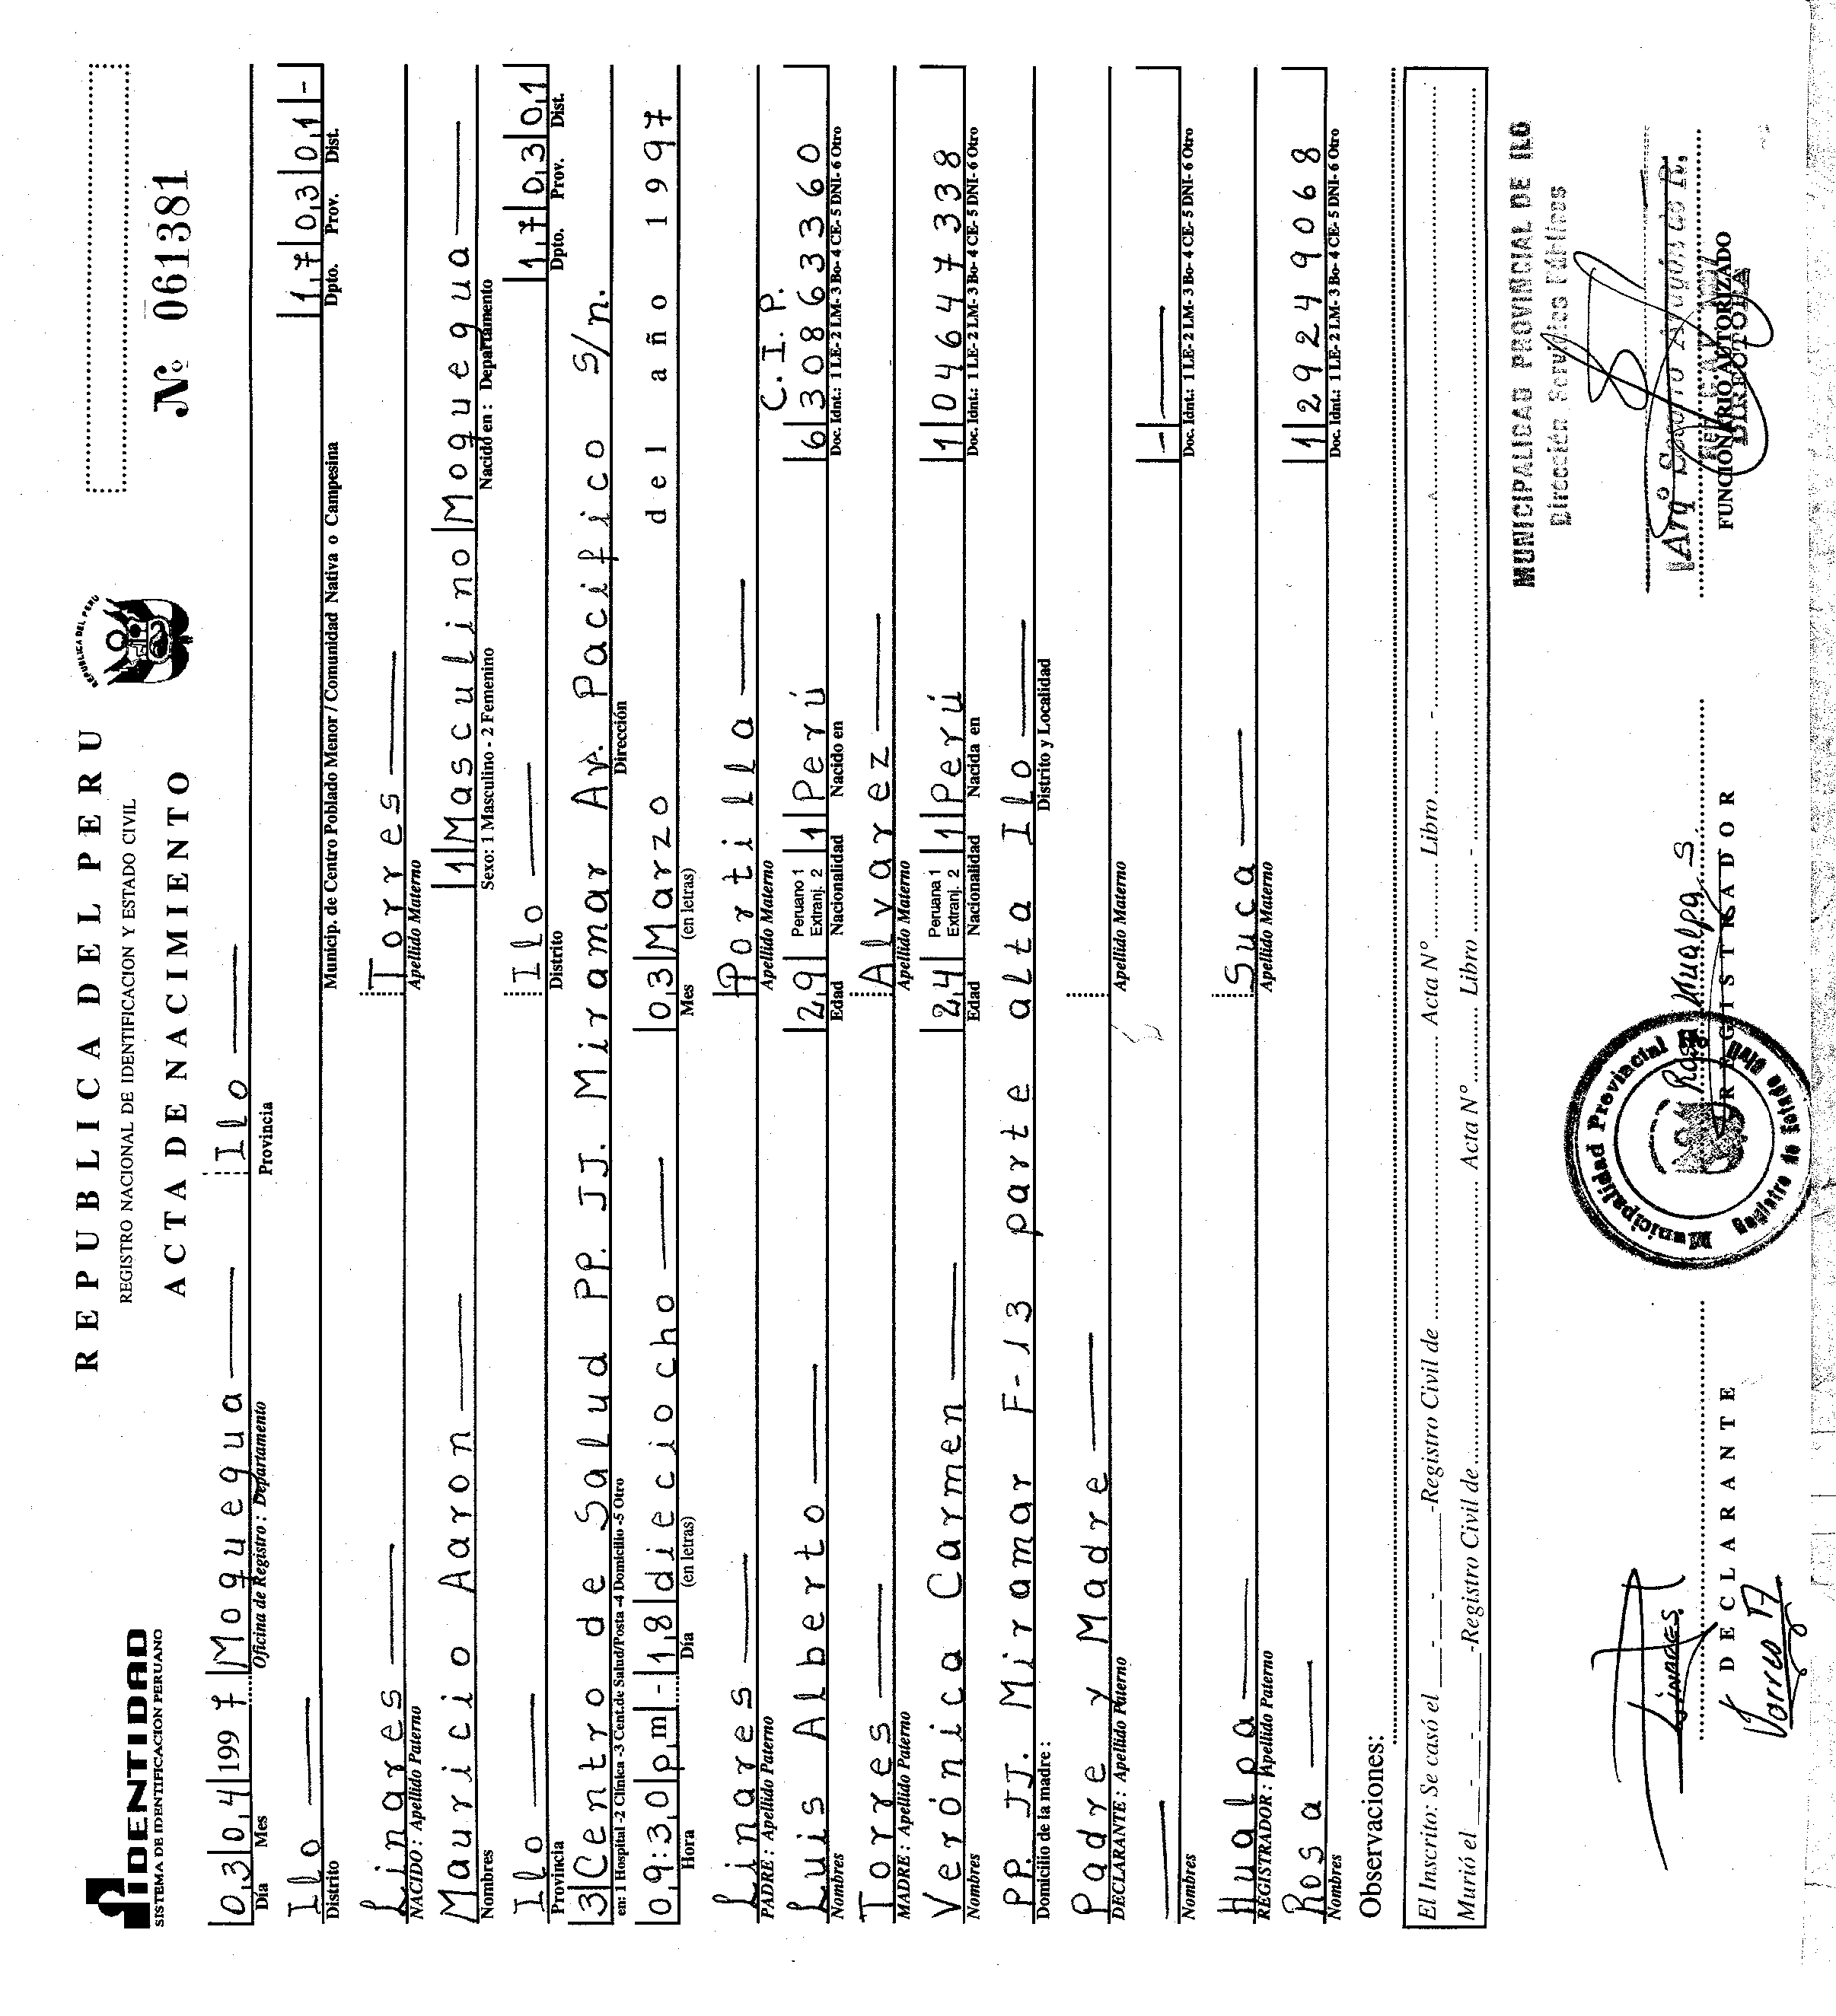 REPUBLICA DEL PERU
REPUBLICA DEL PERU
IDENTIDAD
SISTEMA DE IDENTIFICACION PERUANO
REGISTRO NACIONAL DE IDENTIFICACION Y ESTADO CIVIL
ACTA DE NACIMIENTO
Nº 061381
03 04 1997 Moquegua Ilo
Día Mes Oficina de Registro : Departamento Provincia
Ilo 17 03 01 -
Distrito Municip. de Centro Poblado Menor / Comunidad Nativa o Campesina Dpto. Prov. Dist.
Linares Torres
NACIDO : Apellido Paterno Apellido Materno
Mauricio Aaron 1 Masculino Moquegua
Nombres Sexo: 1 Masculino - 2 Femenino Nacido en : Departamento
Ilo Ilo 17 03 01
Provincia Distrito Dpto. Prov. Dist.
3 Centro de Salud PP. JJ. Miramar Av. Pacifico S/n.
en: 1 Hospital -2 Clínica -3 Cent.de Salud/Posta -4 Domicilio -5 Otro Dirección
09:30 pm - 18 dieciocho 03 Marzo del año 1997
Hora Día (en letras) Mes (en letras)
Linares Portilla C.I.P.
PADRE : Apellido Paterno Apellido Materno
Luis Alberto 29 Peruano 1 Extranj. 2 1 Perú 6 30863360
Nombres Edad Nacionalidad Nacido en Doc. Idnt.: 1 LE- 2 LM- 3 Bo- 4 CE- 5 DNI- 6 Otro
Torres Alvarez
MADRE : Apellido Paterno Apellido Materno
Verónica Carmen 24 Peruana 1 Extranj. 2 1 Perú 1 04647338
Nombres Edad Nacionalidad Nacida en Doc. Idnt.: 1 LE- 2 LM- 3 Bo- 4 CE- 5 DNI- 6 Otro
PP. JJ. Miramar F-13 parte alta Ilo
Domicilio de la madre : Distrito y Localidad
Padre y Madre
DECLARANTE : Apellido Paterno Apellido Materno
-
Nombres Doc. Idnt.: 1 LE- 2 LM- 3 Bo- 4 CE- 5 DNI- 6 Otro
Hualpa Suca
REGISTRADOR : Apellido Paterno Apellido Materno
Rosa 1 29249068
Nombres Doc. Idnt.: 1 LE- 2 LM- 3 Bo- 4 CE- 5 DNI- 6 Otro
Observaciones:
El Inscrito: Se casó el - - -Registro Civil de Acta Nº Libro -
Murió el - - -Registro Civil de Acta Nº Libro -
MUNICIPALIDAD PROVINCIAL DE ILO
Dirección Servicios Públicos
Linares
DECLARANTE
Municipalidad Provincial Ilo
Registro de Estado Civil
Rosa Hualpa S.
REGISTRADOR
Arqº
FUNCIONARIO AUTORIZADO
DIRECTORA